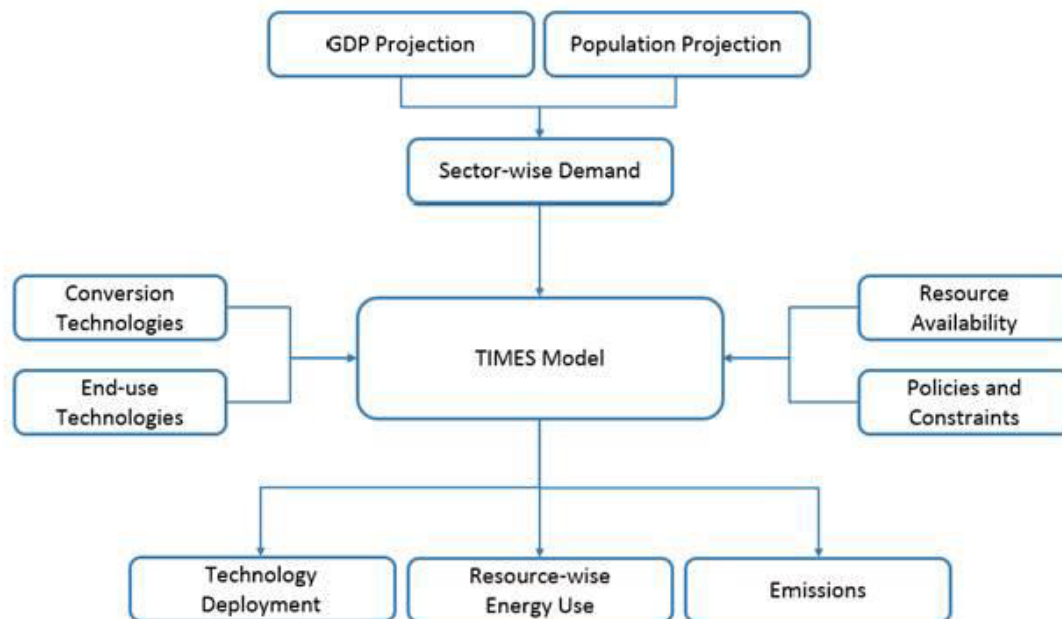 GDP Projection
Population Projection
Sector-wise Demand
Conversion
Technologies
End-use
Technologies
TIMES Model
Resource
Availability
Policies and
Constraints
Technology
Deployment
Resource-wise
Energy Use
Emissions